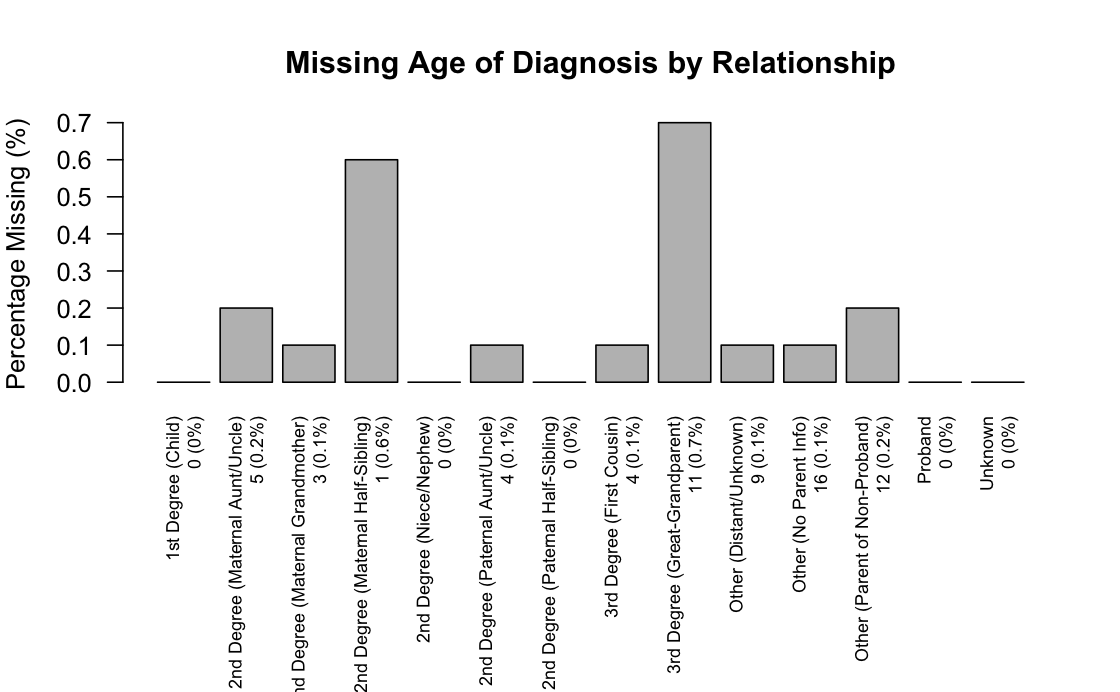 Missing Age of Diagnosis by Relationship
Percentage Missing (%)
0.7
0.6
0.5
0.4
0.3
0.2
0.1
0.0
1st Degree (Child)
0 (0%)
2nd Degree (Maternal Aunt/Uncle)
5 (0.2%)
nd Degree (Maternal Grandmother)
3 (0.1%)
2nd Degree (Maternal Half-Sibling)
1 (0.6%)
2nd Degree (Niece/Nephew)
0 (0%)
2nd Degree (Paternal Aunt/Uncle)
4 (0.1%)
2nd Degree (Paternal Half-Sibling)
0 (0%)
3rd Degree (First Cousin)
4 (0.1%)
3rd Degree (Great-Grandparent)
11 (0.7%)
Other (Distant/Unknown)
9 (0.1%)
Other (No Parent Info)
16 (0.1%)
Other (Parent of Non-Proband)
12 (0.2%)
Proband
0 (0%)
Unknown
0 (0%)